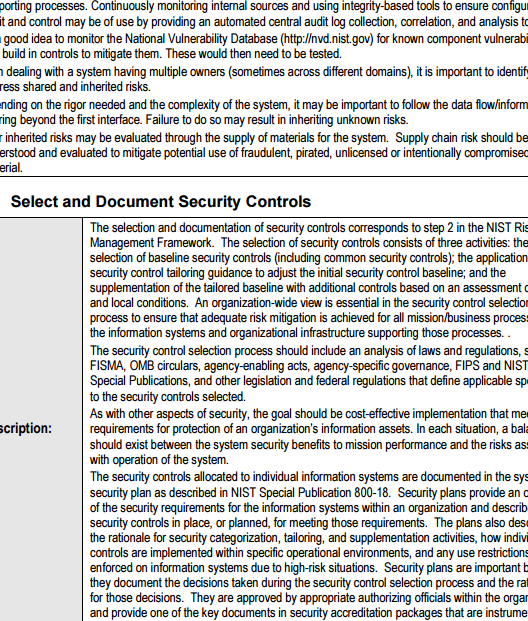 porting processes. Continuously monitoring internal sources and using integrity-based tools to ensure configu
it and control may be of use by providing an automated central audit log collection, correlation, and analysis to
good idea to monitor the National Vulnerability Database (http://nvd.nist.gov) for known component vulnerabi
build in controls to mitigate them. These would then need to be tested.
n dealing with a system having multiple owners (sometimes across different domains), it is important to identify
ress shared and inherited risks.
ending on the rigor needed and the complexity of the system, it may be important to follow the data flow/inform
ring beyond the first interface. Failure to do so may result in inheriting unknown risks.
r inherited risks may be evaluated through the supply of materials for the system. Supply chain risk should be
erstood and evaluated to mitigate potential use of fraudulent, pirated, unlicensed or intentionally compromised
erial.
Select and Document Security Controls
The selection and documentation of security controls corresponds to step 2 in the NIST Ris
Management Framework. The selection of security controls consists of three activities: the
selection of baseline security controls (including common security controls); the application
security control tailoring guidance to adjust the initial security control baseline; and the
supplementation of the tailored baseline with additional controls based on an assessment o
and local conditions. An organization-wide view is essential in the security control selection
process to ensure that adequate risk mitigation is achieved for all mission/business process
the information systems and organizational infrastructure supporting those processes. .
The security control selection process should include an analysis of laws and regulations, s
FISMA, OMB circulars, agency-enabling acts, agency-specific governance, FIPS and NIST
Special Publications, and other legislation and federal regulations that define applicable spe
to the security controls selected.
scription:
As with other aspects of security, the goal should be cost-effective implementation that mee
requirements for protection of an organization's information assets. In each situation, a bala
should exist between the system security benefits to mission performance and the risks ass
with operation of the system.
The security controls allocated to individual information systems are documented in the sys
security plan as described in NIST Special Publication 800-18. Security plans provide an o
of the security requirements for the information systems within an organization and describe
security controls in place, or planned, for meeting those requirements. The plans also desc
the rationale for security categorization, tailoring, and supplementation activities, how indivi
controls are implemented within specific operational environments, and any use restrictions
enforced on information systems due to high-risk situations. Security plans are important b
they document the decisions taken during the security control selection process and the rat
for those decisions. They are approved by appropriate authorizing officials within the organ
and provide one of the key documents in security accreditation packages that are instrume